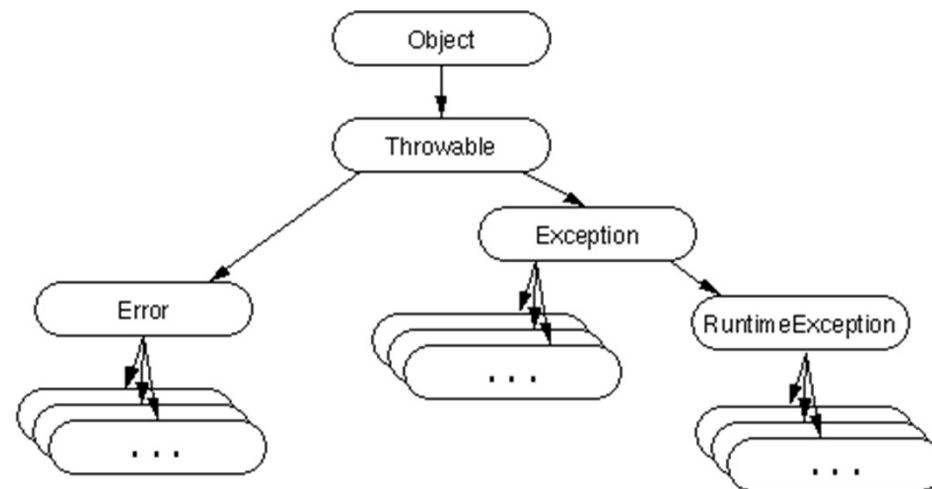 Object
Throwable
Exception
Error
RuntimeException
. . .
. . .
. . .